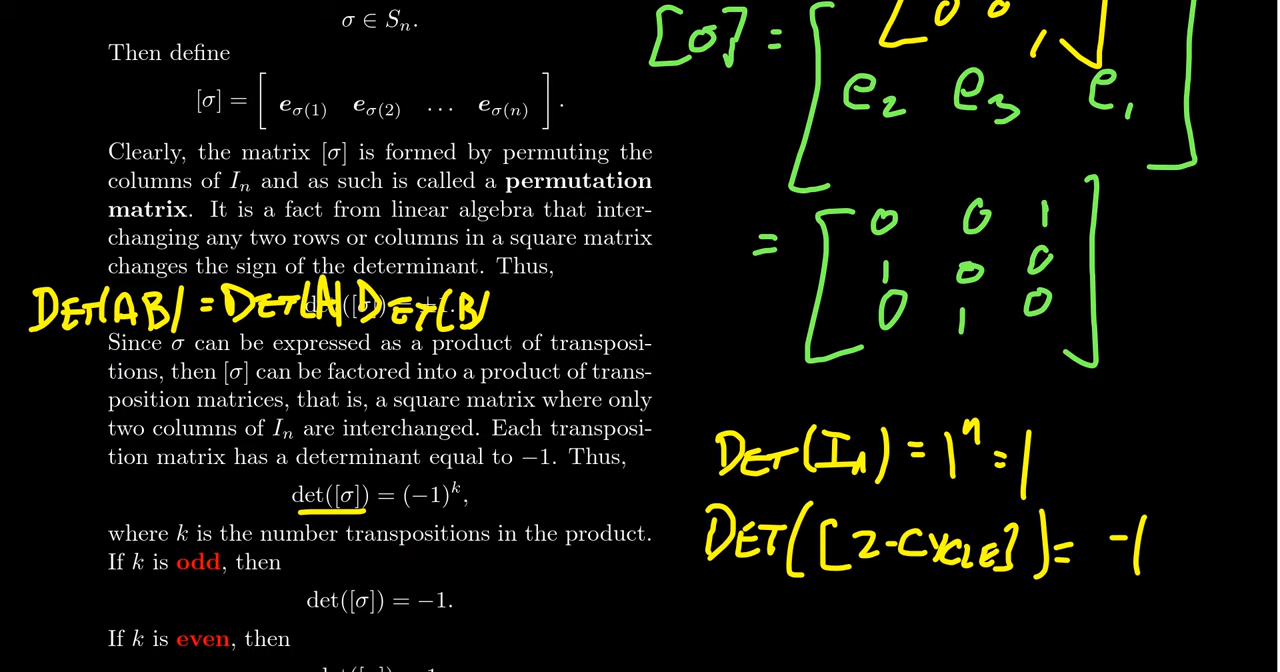 σ ∈ Sₙ.
Then define
[σ] = [ e_σ(1) e_σ(2) … e_σ(n) ].
Clearly, the matrix [σ] is formed by permuting the
columns of Iₙ and as such is called a permutation
matrix. It is a fact from linear algebra that inter-
changing any two rows or columns in a square matrix
changes the sign of the determinant. Thus,
det([σ]) = ±1.
DET(AB) = DET(A) DET(B)
Since σ can be expressed as a product of transposi-
tions, then [σ] can be factored into a product of trans-
position matrices, that is, a square matrix where only
two columns of Iₙ are interchanged. Each transposi-
tion matrix has a determinant equal to −1. Thus,
det([σ]) = (−1)ᵏ,
where k is the number transpositions in the product.
If k is odd, then
det([σ]) = −1.
If k is even, then
[σ] = [
e₂ e₃ e₁ ]
= [ 0 0 1
1 0 0
0 1 0 ]
DET(Iₙ) = 1ⁿ = 1
DET([2-CYCLE]) = -1